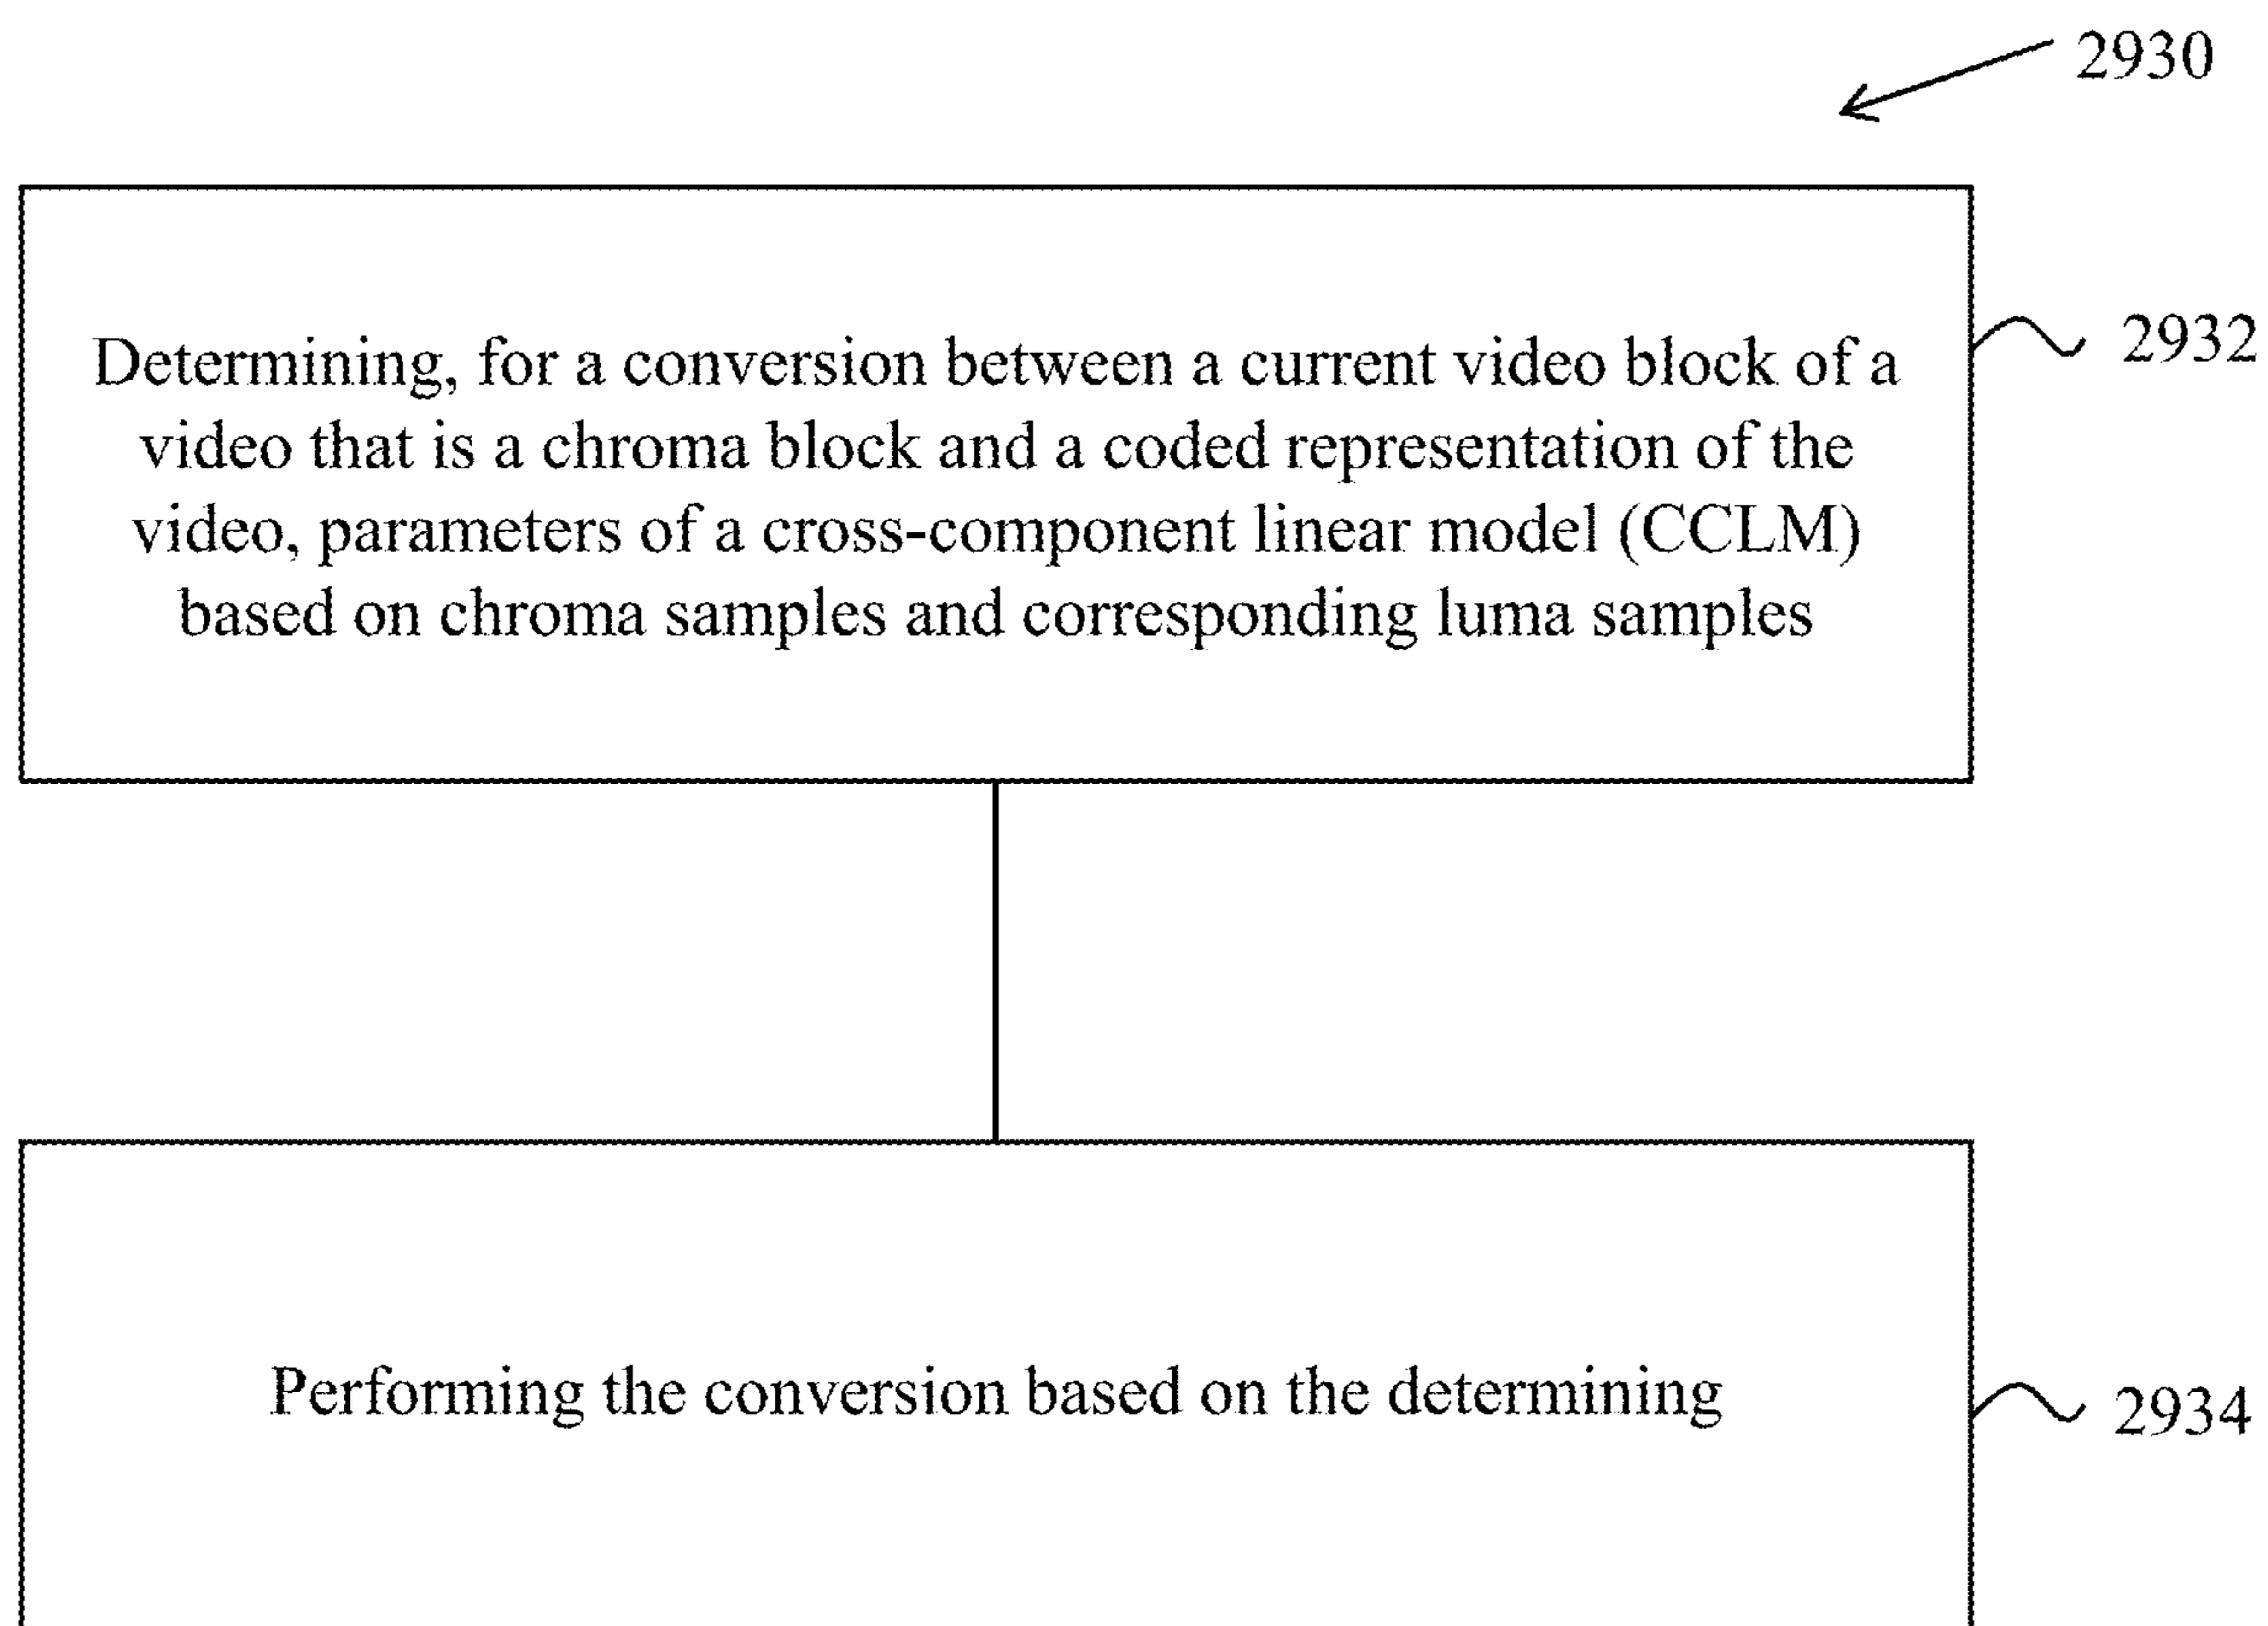 2930
Determining, for a conversion between a current video block of a
video that is a chroma block and a coded representation of the
video, parameters of a cross-component linear model (CCLM)
based on chroma samples and corresponding luma samples
2932
Performing the conversion based on the determining
2934